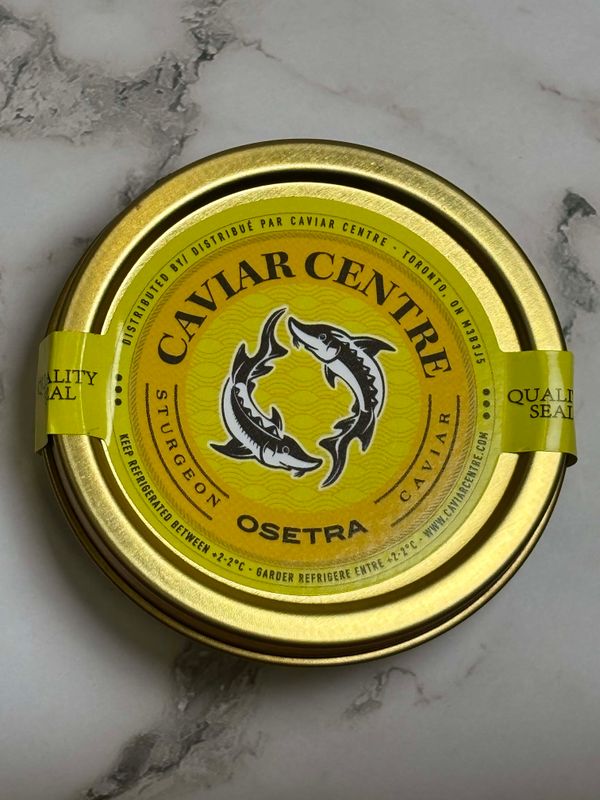 DISTRIBUTED BY/ DISTRIBUÉ PAR CAVIAR CENTRE - TORONTO, ON M3B3J5
CAVIAR CENTRE
STURGEON
CAVIAR
OSETRA
KEEP REFRIGERATED BETWEEN +2-2°C - GARDER REFRIGERE ENTRE +2-2°C - WWW.CAVIARCENTRE.COM
QUALITY
SEAL
QUALITY
SEAL